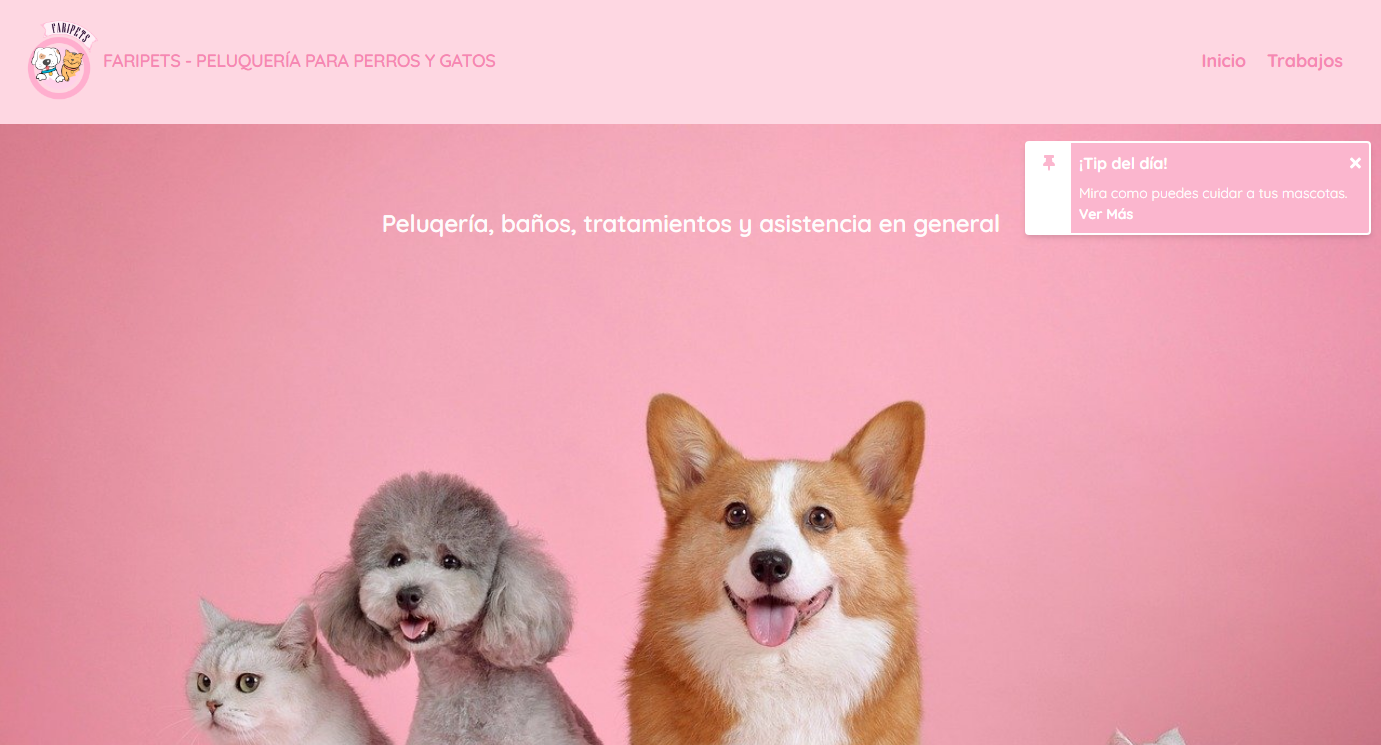 FARIPETS
FARIPETS - PELUQUERÍA PARA PERROS Y GATOS
Inicio
Trabajos
¡Tip del día!
Mira como puedes cuidar a tus mascotas.
Ver Más
Peluqería, baños, tratamientos y asistencia en general